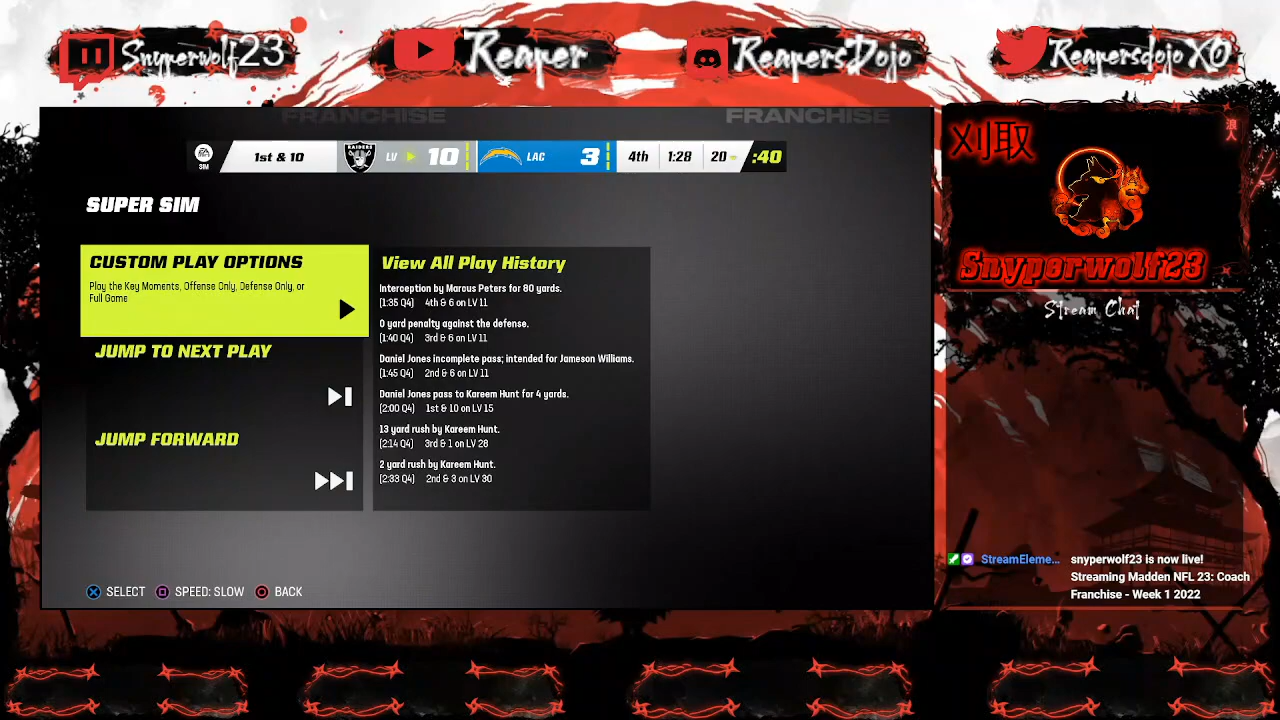 Snyperwolf23
Reaper
ReapersDojo
ReapersdojoXO
FRANCHISE
FRANCHISE
EA SPORTS
SIM
1st & 10
RAIDERS
LV
10
LAC
3
4th
1:28
20
:40
SUPER SIM
CUSTOM PLAY OPTIONS
Play the Key Moments, Offense Only, Defense Only, or
Full Game
JUMP TO NEXT PLAY
JUMP FORWARD
View All Play History
Interception by Marcus Peters for 80 yards.
(1:35 Q4) 4th & 6 on LV 11
0 yard penalty against the defense.
(1:40 Q4) 3rd & 6 on LV 11
Daniel Jones incomplete pass; intended for Jameson Williams.
(1:45 Q4) 2nd & 6 on LV 11
Daniel Jones pass to Kareem Hunt for 4 yards.
(2:00 Q4) 1st & 10 on LV 15
13 yard rush by Kareem Hunt.
(2:14 Q4) 3rd & 1 on LV 28
2 yard rush by Kareem Hunt.
(2:33 Q4) 2nd & 3 on LV 30
SELECT
SPEED: SLOW
BACK
刈取
浪人
Snyperwolf23
Stream Chat
StreamEleme...
snyperwolf23 is now live!
Streaming Madden NFL 23: Coach
Franchise - Week 1 2022